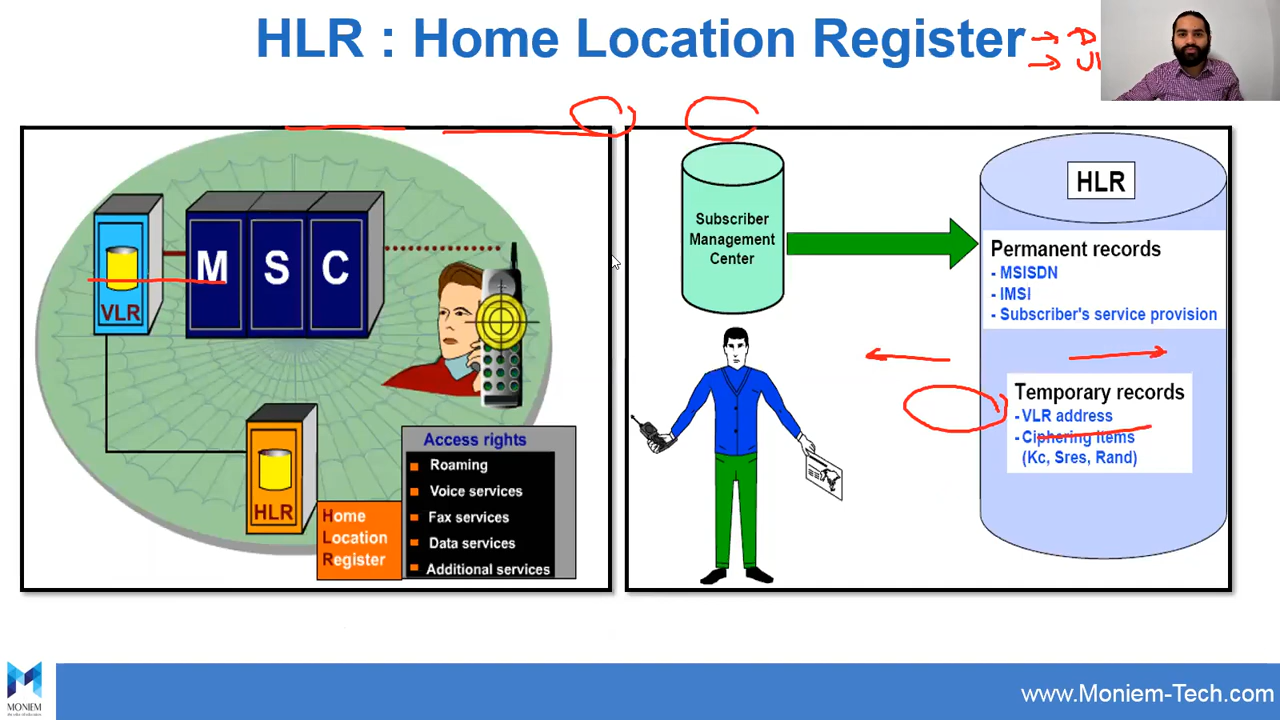 HLR : Home Location Register
VLR
M S C
HLR
Home
Location
Register
Access rights
Roaming
Voice services
Fax services
Data services
Additional services
Subscriber
Management
Center
HLR
Permanent records
- MSISDN
- IMSI
- Subscriber's service provision
Temporary records
- VLR address
- Ciphering items
(Kc, Sres, Rand)
MONIEM
www.Moniem-Tech.com